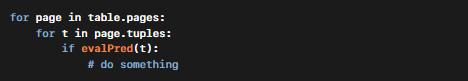 for page in table.pages:
    for t in page.tuples:
        if evalPred(t):
            # do something